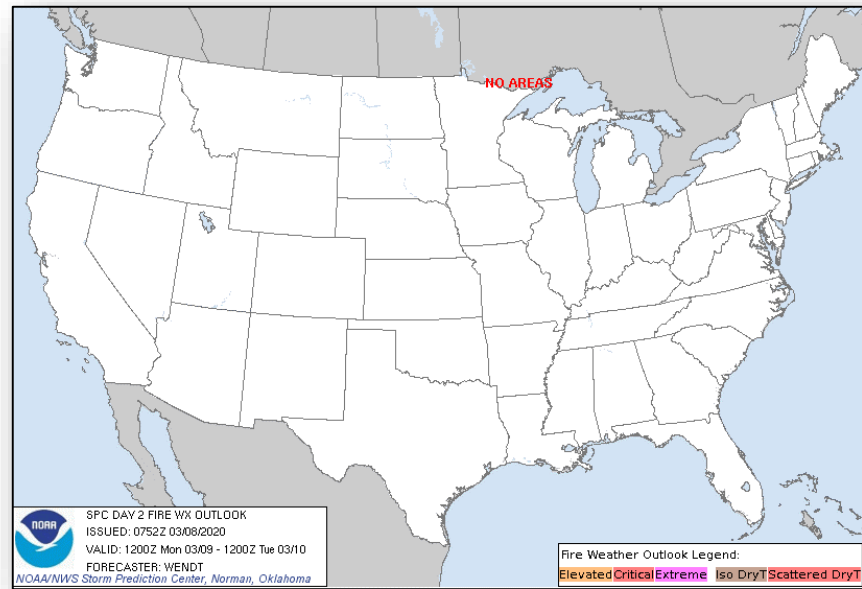 NO AREAS
NOAA
SPC DAY 2 FIRE WX OUTLOOK
ISSUED: 0752Z 03/08/2020
VALID: 1200Z Mon 03/09 - 1200Z Tue 03/10
FORECASTER: WENDT
NOAA/NWS Storm Prediction Center, Norman, Oklahoma
Fire Weather Outlook Legend:
Elevated Critical Extreme Iso DryT Scattered DryT